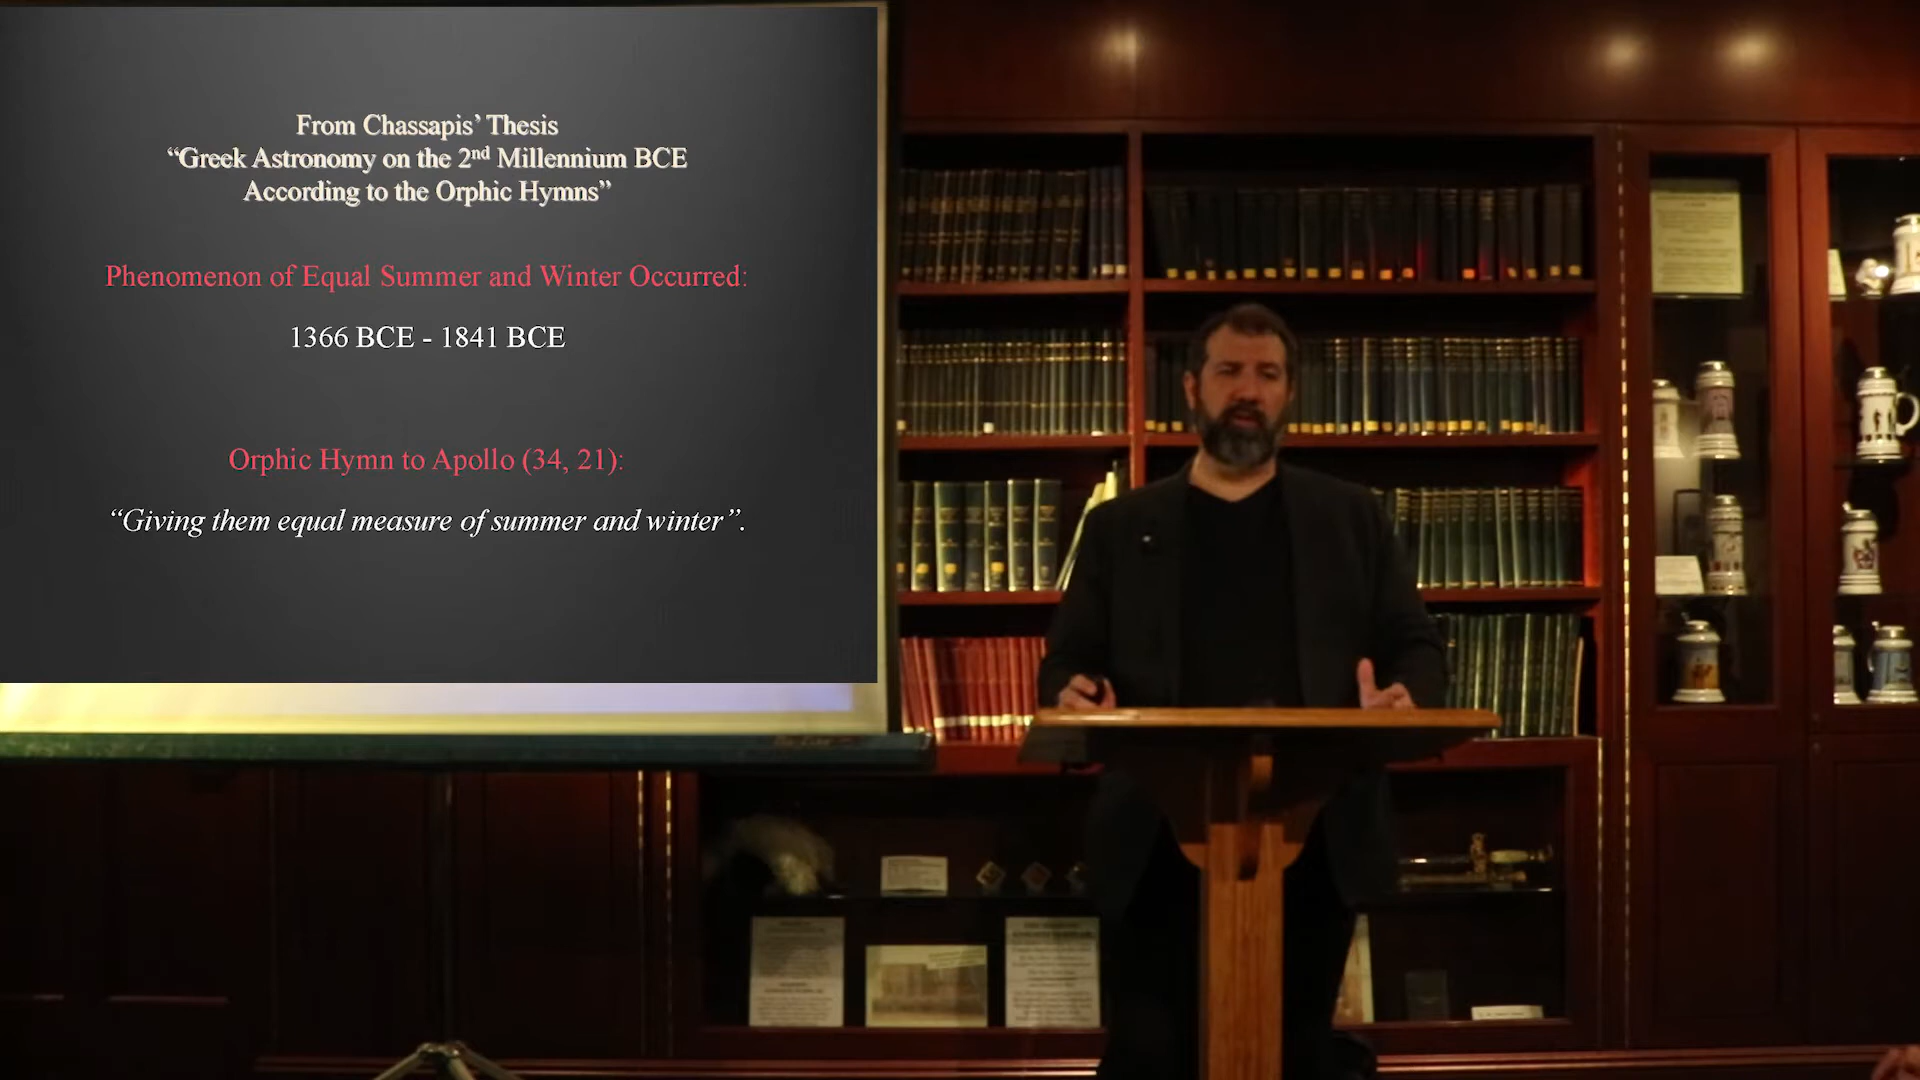 From Chassapis’ Thesis
“Greek Astronomy on the 2nd Millennium BCE
According to the Orphic Hymns”
Phenomenon of Equal Summer and Winter Occurred:
1366 BCE - 1841 BCE
Orphic Hymn to Apollo (34, 21):
“Giving them equal measure of summer and winter”.